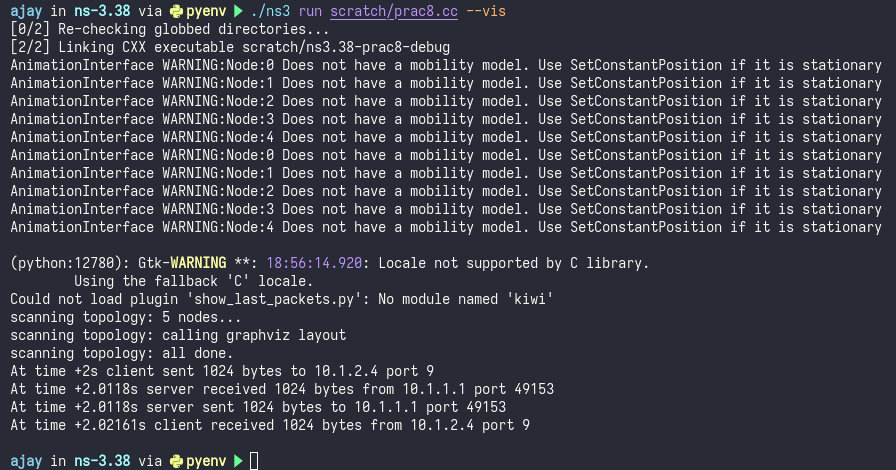 ajay in ns-3.38 via pyenv ./ns3 run scratch/prac8.cc --vis
[0/2] Re-checking globbed directories...
[2/2] Linking CXX executable scratch/ns3.38-prac8-debug
AnimationInterface WARNING:Node:0 Does not have a mobility model. Use SetConstantPosition if it is stationary
AnimationInterface WARNING:Node:1 Does not have a mobility model. Use SetConstantPosition if it is stationary
AnimationInterface WARNING:Node:2 Does not have a mobility model. Use SetConstantPosition if it is stationary
AnimationInterface WARNING:Node:3 Does not have a mobility model. Use SetConstantPosition if it is stationary
AnimationInterface WARNING:Node:4 Does not have a mobility model. Use SetConstantPosition if it is stationary
AnimationInterface WARNING:Node:0 Does not have a mobility model. Use SetConstantPosition if it is stationary
AnimationInterface WARNING:Node:1 Does not have a mobility model. Use SetConstantPosition if it is stationary
AnimationInterface WARNING:Node:2 Does not have a mobility model. Use SetConstantPosition if it is stationary
AnimationInterface WARNING:Node:3 Does not have a mobility model. Use SetConstantPosition if it is stationary
AnimationInterface WARNING:Node:4 Does not have a mobility model. Use SetConstantPosition if it is stationary
(python:12780): Gtk-WARNING **: 18:56:14.920: Locale not supported by C library.
Using the fallback 'C' locale.
Could not load plugin 'show_last_packets.py': No module named 'kiwi'
scanning topology: 5 nodes...
scanning topology: calling graphviz layout
scanning topology: all done.
At time +2s client sent 1024 bytes to 10.1.2.4 port 9
At time +2.0118s server received 1024 bytes from 10.1.1.1 port 49153
At time +2.0118s server sent 1024 bytes to 10.1.1.1 port 49153
At time +2.02161s client received 1024 bytes from 10.1.2.4 port 9
ajay in ns-3.38 via pyenv